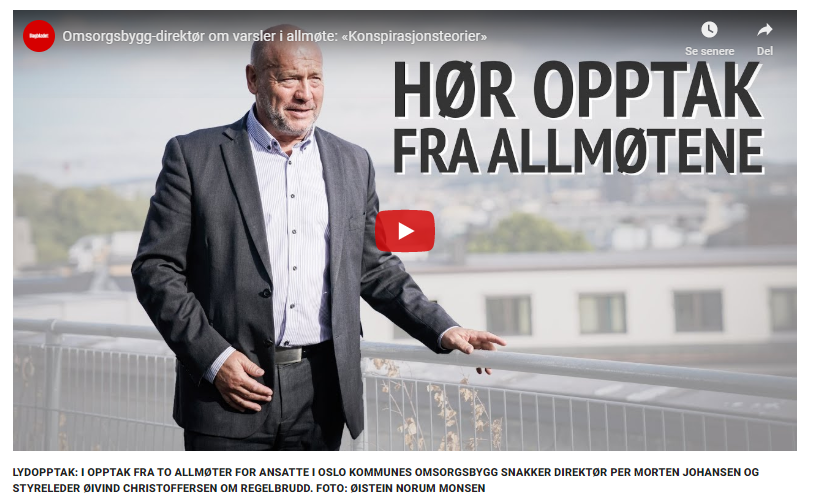 Omsorgsbygg-direktør om varsler i allmøte: «Konspirasjonsteorier»
Se senere
Del
HØR OPPTAK
FRA ALLMØTENE
LYDOPPTAK: I OPPTAK FRA TO ALLMØTER FOR ANSATTE I OSLO KOMMUNES OMSORGSBYGG SNAKKER DIREKTØR PER MORTEN JOHANSEN OG
STYRELEDER ØIVIND CHRISTOFFERSEN OM REGELBRUDD. FOTO: ØISTEIN NORUM MONSEN